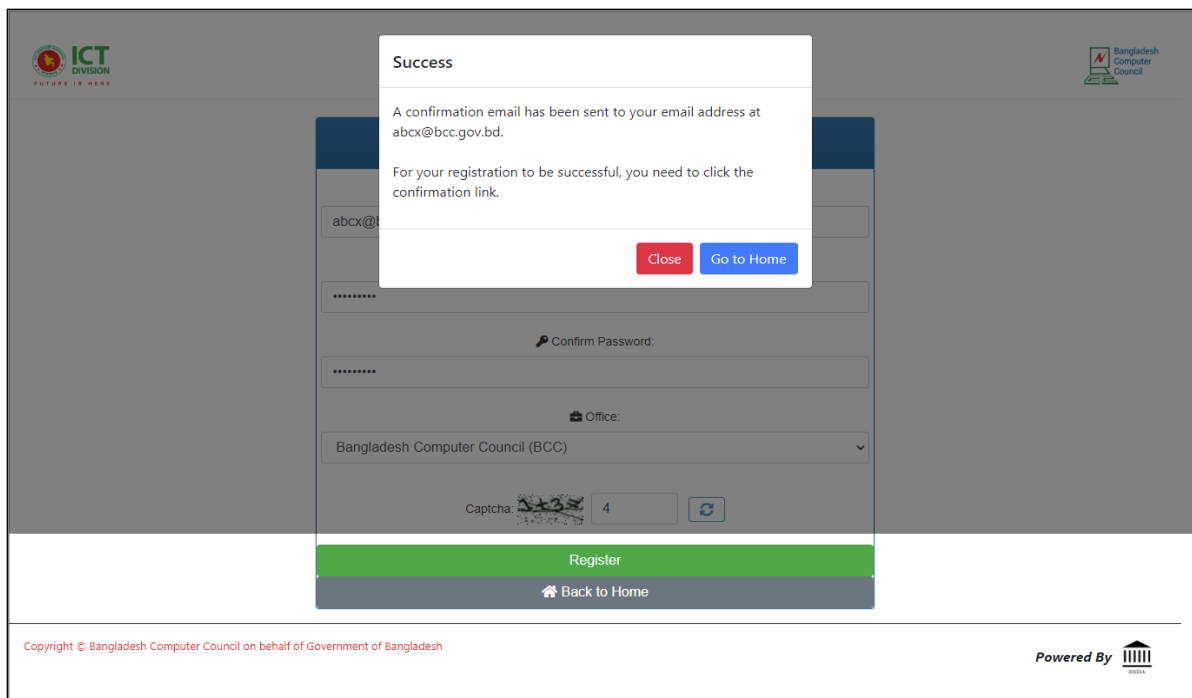 ICT
DIVISION
FUTURE IS HERE
Bangladesh
Computer
Council
Success
A confirmation email has been sent to your email address at
abcx@bcc.gov.bd.
For your registration to be successful, you need to click the
confirmation link.
Close
Go to Home
abcx@
•••••••••
Confirm Password:
•••••••••
Office:
Bangladesh Computer Council (BCC)
Captcha:
4
Register
Back to Home
Copyright © Bangladesh Computer Council on behalf of Government of Bangladesh
Powered By